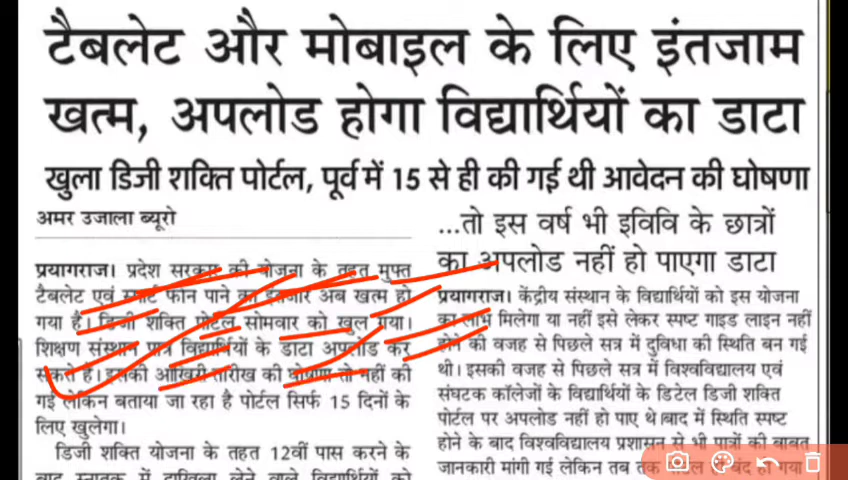 टैबलेट और मोबाइल के लिए इंतजाम
खत्म, अपलोड होगा विद्यार्थियों का डाटा
खुला डिजी शक्ति पोर्टल, पूर्व में 15 से ही की गई थी आवेदन की घोषणा
अमर उजाला ब्यूरो
प्रयागराज। प्रदेश सरकार की योजना के तहत मुफ्त
टैबलेट एवं स्मार्ट फोन पाने का इंतजार अब खत्म हो
गया है। डिजी शक्ति पोर्टल सोमवार को खुल गया।
शिक्षण संस्थान पात्र विद्यार्थियों के डाटा अपलोड कर
सकते है। इसकी आखिरी तारीख की घोषणा तो नहीं की
गई लेकिन बताया जा रहा है पोर्टल सिर्फ 15 दिनों के
लिए खुलेगा।
डिजी शक्ति योजना के तहत 12वीं पास करने के
बाद स्नातक में दाखिला लेने वाले विद्यार्थियों को
...तो इस वर्ष भी इविवि के छात्रों
का अपलोड नहीं हो पाएगा डाटा
प्रयागराज। केंद्रीय संस्थान के विद्यार्थियों को इस योजना
का लाभ मिलेगा या नहीं इसे लेकर स्पष्ट गाइड लाइन नहीं
होने की वजह से पिछले सत्र में दुविधा की स्थिति बन गई
थी। इसकी वजह से पिछले सत्र में विश्वविद्यालय एवं
संघटक कॉलेजों के विद्यार्थियों के डिटेल डिजी शक्ति
पोर्टल पर अपलोड नहीं हो पाए थे।बाद में स्थिति स्पष्ट
होने के बाद विश्वविद्यालय प्रशासन से भी पात्रों की बाबत
जानकारी मांगी गई लेकिन तब तक पोर्टल बंद हो गया